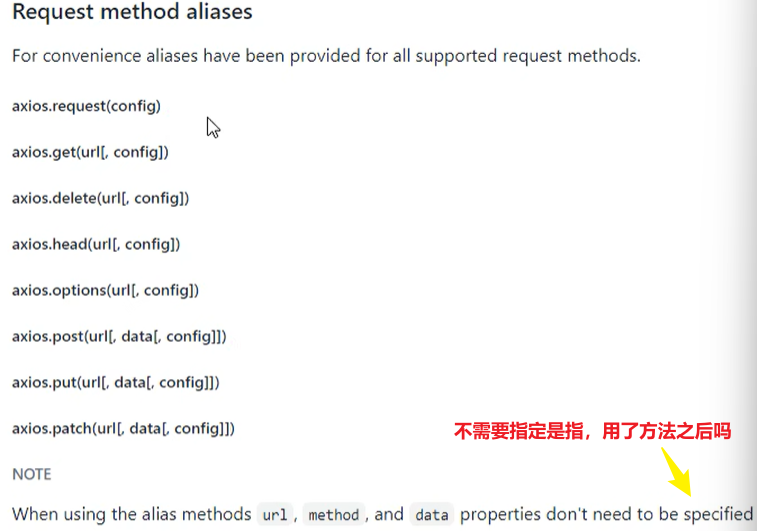 Request method aliases
For convenience aliases have been provided for all supported request methods.
axios.request(config)
axios.get(url[, config])
axios.delete(url[, config])
axios.head(url[, config])
axios.options(url[, config])
axios.post(url[, data[, config]])
axios.put(url[, data[, config]])
axios.patch(url[, data[, config]])
不需要指定是指，用了方法之后吗
NOTE
When using the alias methods url, method, and data properties don't need to be specified